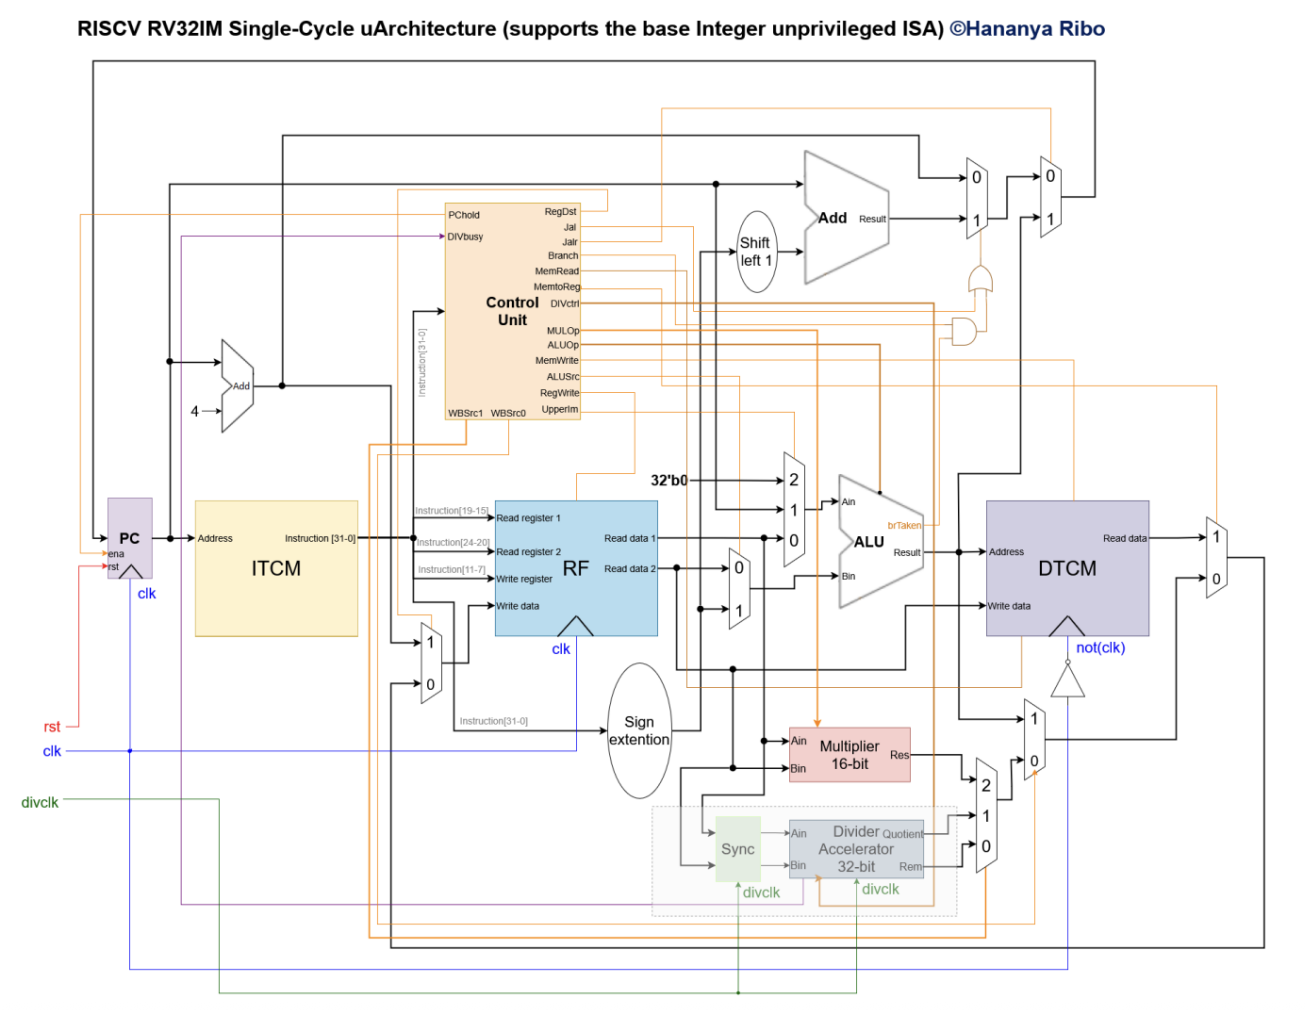 RISCV RV32IM Single-Cycle uArchitecture (supports the base Integer unprivileged ISA) ©Hananya Ribo
0
1
0
1
Add
Result
Shift
left 1
PChold
DIVbusy
RegDst
Jal
Jalr
Branch
MemRead
MemtoReg
DIVctrl
MULOp
ALUOp
MemWrite
ALUSrc
RegWrite
UpperIm
Control
Unit
WBSrc1
WBSrc0
Instruction[31-0]
Add
4
32'b0
2
1
0
Ain
Bin
ALU
brTaken
Result
PC
ena
rst
clk
Address
Instruction [31-0]
ITCM
Instruction[19-15]
Instruction[24-20]
Instruction[11-7]
Read register 1
Read register 2
Write register
Write data
RF
Read data 1
Read data 2
clk
0
1
Address
Write data
Read data
DTCM
not(clk)
1
0
1
0
Instruction[31-0]
Sign
extention
rst
clk
divclk
Ain
Bin
Multiplier
16-bit
Res
1
0
2
1
0
Sync
Ain
Bin
Divider
Accelerator
32-bit
Quotient
Rem
divclk
divclk